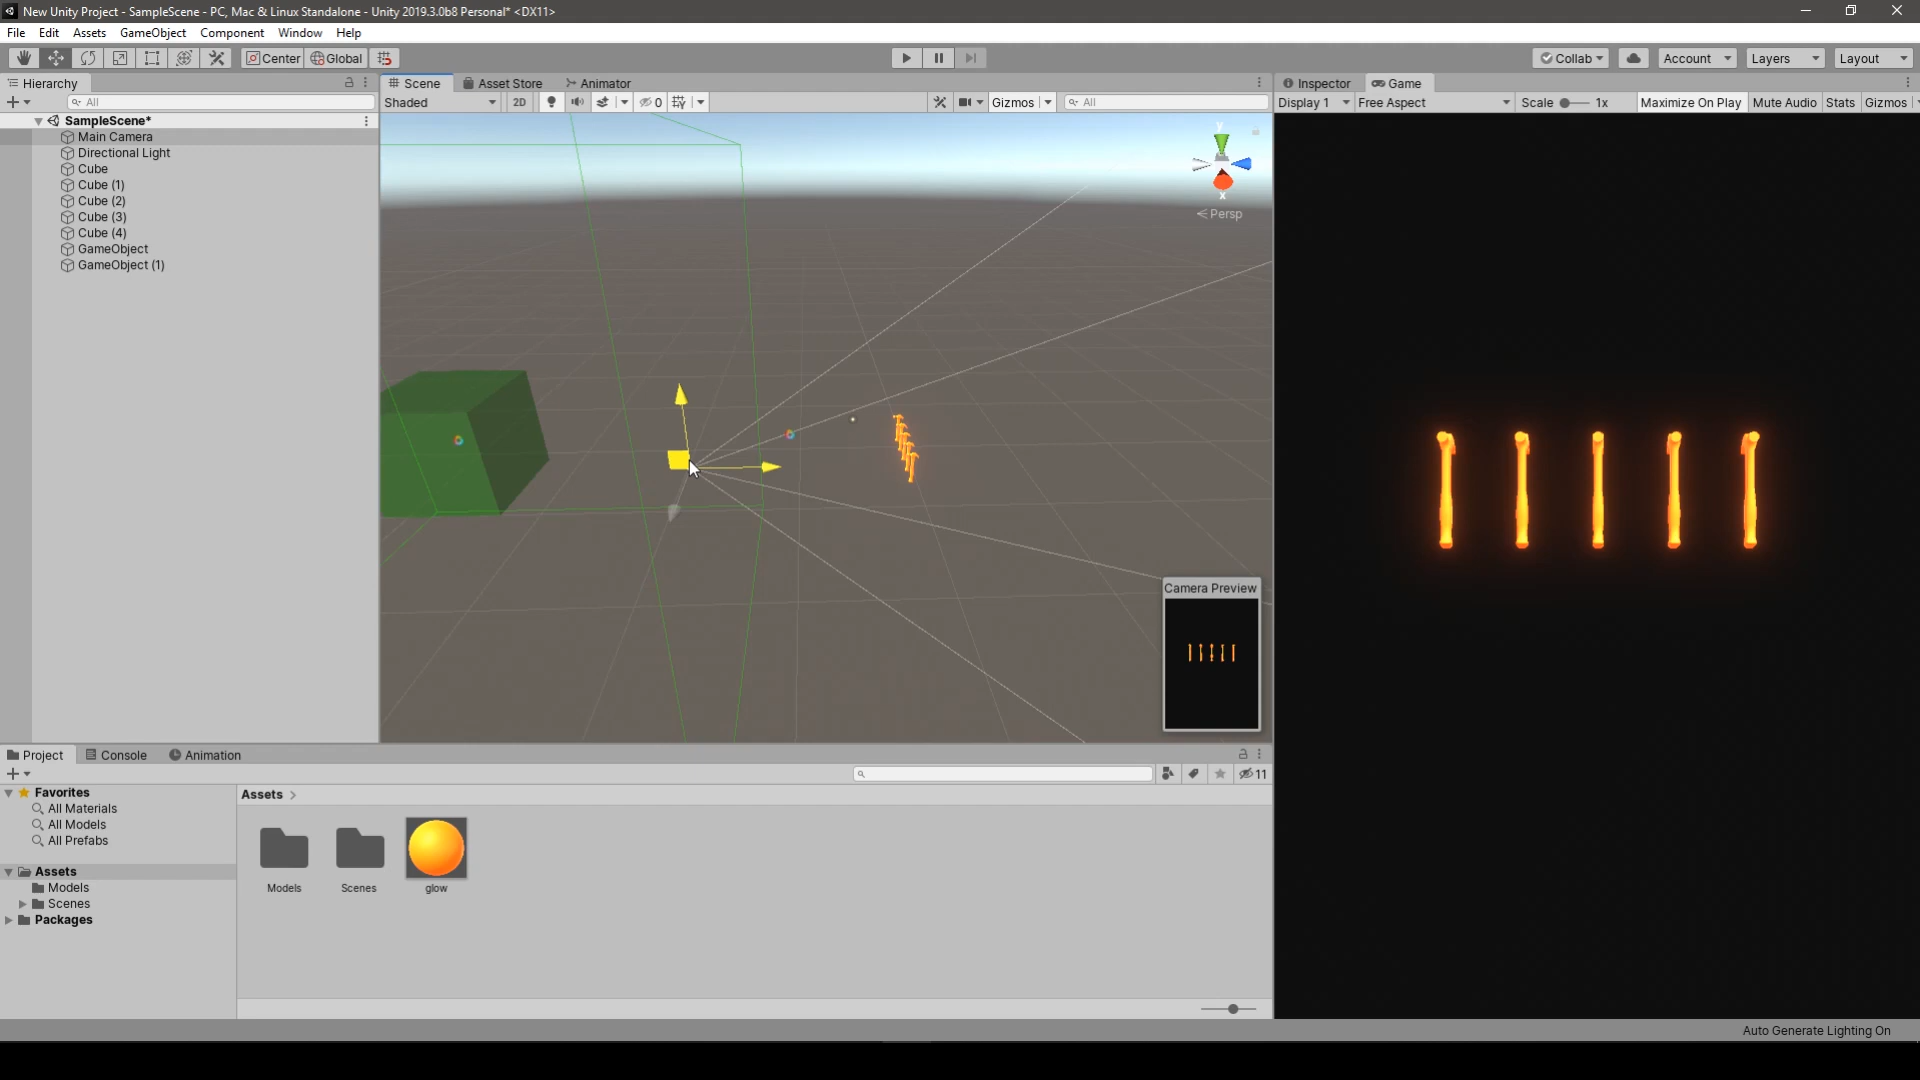 New Unity Project - SampleScene - PC, Mac & Linux Standalone - Unity 2019.3.0b8 Personal* <DX11>
File Edit Assets GameObject Component Window Help
Center Global Collab Account Layers Layout
Hierarchy
All
SampleScene*
Main Camera
Directional Light
Cube
Cube (1)
Cube (2)
Cube (3)
Cube (4)
GameObject
GameObject (1)
Scene Asset Store Animator
Shaded 2D 0 Gizmos All
y
x
Persp
Camera Preview
Inspector Game
Display 1 Free Aspect Scale 1x Maximize On Play Mute Audio Stats Gizmos
Project Console Animation
11
Favorites
All Materials
All Models
All Prefabs
Assets
Models
Scenes
Packages
Assets
Models Scenes glow
Auto Generate Lighting On